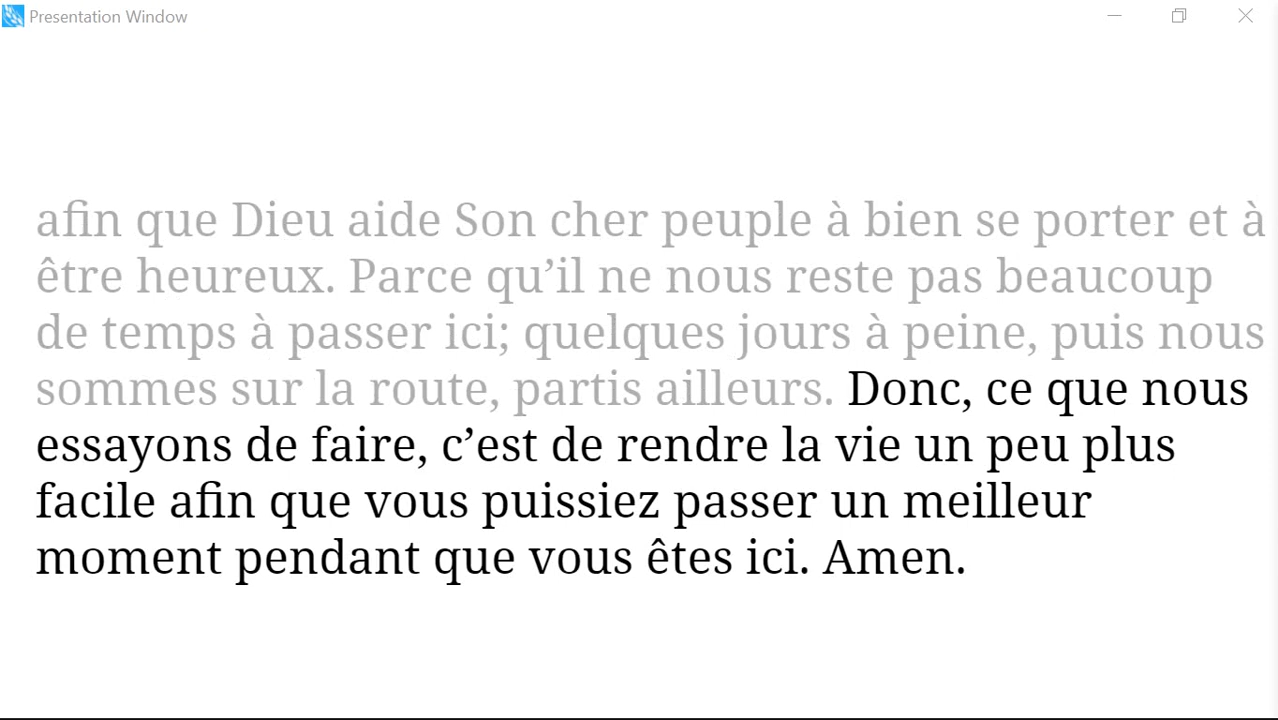 Presentation Window
afin que Dieu aide Son cher peuple à bien se porter et à
être heureux. Parce qu’il ne nous reste pas beaucoup
de temps à passer ici; quelques jours à peine, puis nous
sommes sur la route, partis ailleurs. Donc, ce que nous
essayons de faire, c’est de rendre la vie un peu plus
facile afin que vous puissiez passer un meilleur
moment pendant que vous êtes ici. Amen.